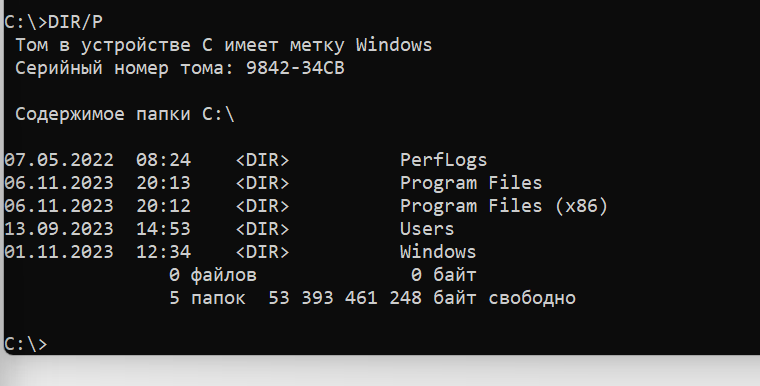 C:\>DIR/P
Том в устройстве C имеет метку Windows
Серийный номер тома: 9842-34CB
Содержимое папки C:\
07.05.2022  08:24    <DIR>          PerfLogs
06.11.2023  20:13    <DIR>          Program Files
06.11.2023  20:12    <DIR>          Program Files (x86)
13.09.2023  14:53    <DIR>          Users
01.11.2023  12:34    <DIR>          Windows
0 файлов              0 байт
5 папок  53 393 461 248 байт свободно
C:\>